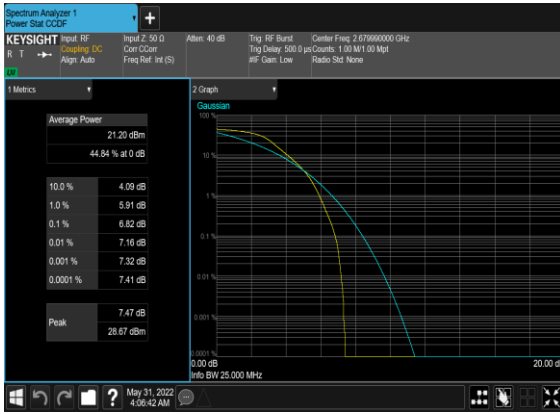 Spectrum Analyzer 1
Power Stat CCDF
KEYSIGHT
R T
LV
Input: RF
Coupling: DC
Align: Auto
Input Z: 50 Ω
Corr CCorr
Freq Ref: Int (S)
Atten: 40 dB
Trig: RF Burst
Trig Delay: 500.0 µs
#IF Gain: Low
Center Freq: 2.679990000 GHz
Counts: 1.00 M/1.00 Mpt
Radio Std: None
1 Metrics
Average Power
21.20 dBm
44.84 % at 0 dB
10.0 % 4.09 dB
1.0 % 5.91 dB
0.1 % 6.82 dB
0.01 % 7.16 dB
0.001 % 7.32 dB
0.0001 % 7.41 dB
Peak
7.47 dB
28.67 dBm
2 Graph
Gaussian
100 %
10 %
1 %
0.1 %
0.01 %
0.001 %
0.0001 %
0.00 dB
20.00 d
Info BW 25.000 MHz
May 31, 2022
4:06:42 AM